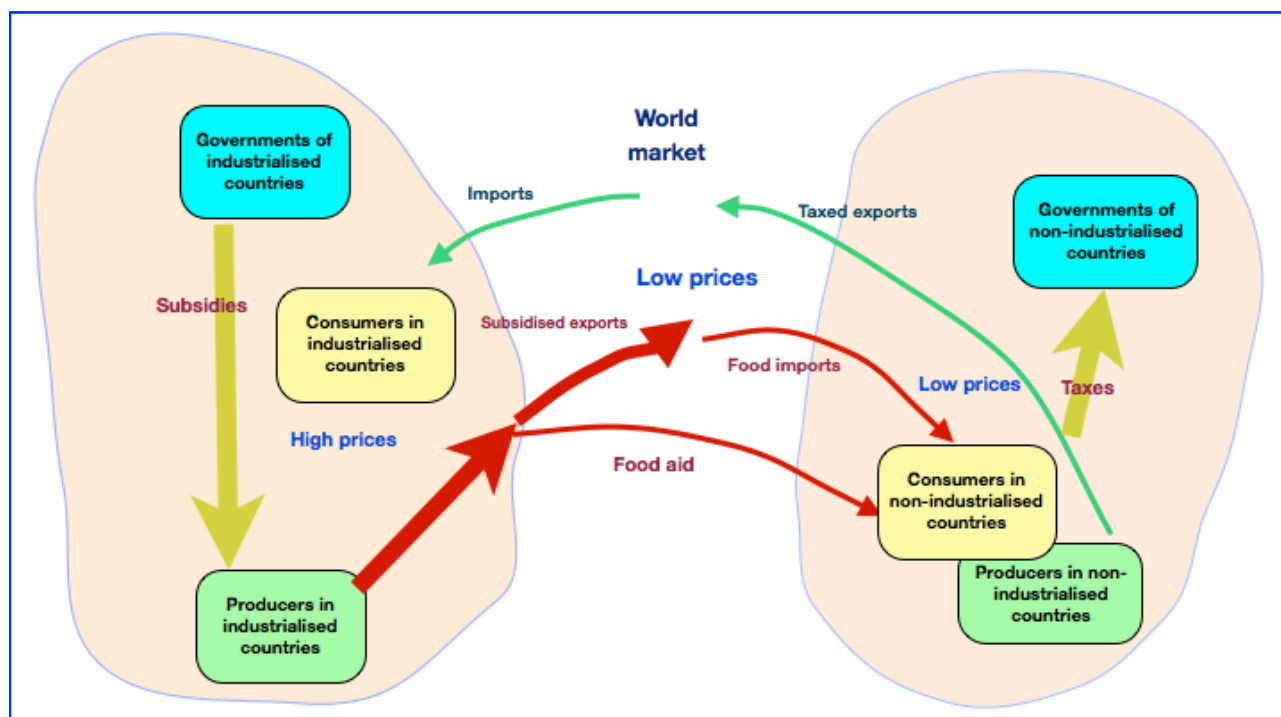 Governments of
industrialised
countries
World
market
Imports
Taxed exports
Governments of
non-industrialised
countries
Subsidies
Low prices
Consumers in
industrialised
countries
Subsidised exports
Food imports
Low prices
Taxes
High prices
Food aid
Consumers in
non-industrialised
countries
Producers in
industrialised
countries
Producers in non-
industrialised
countries